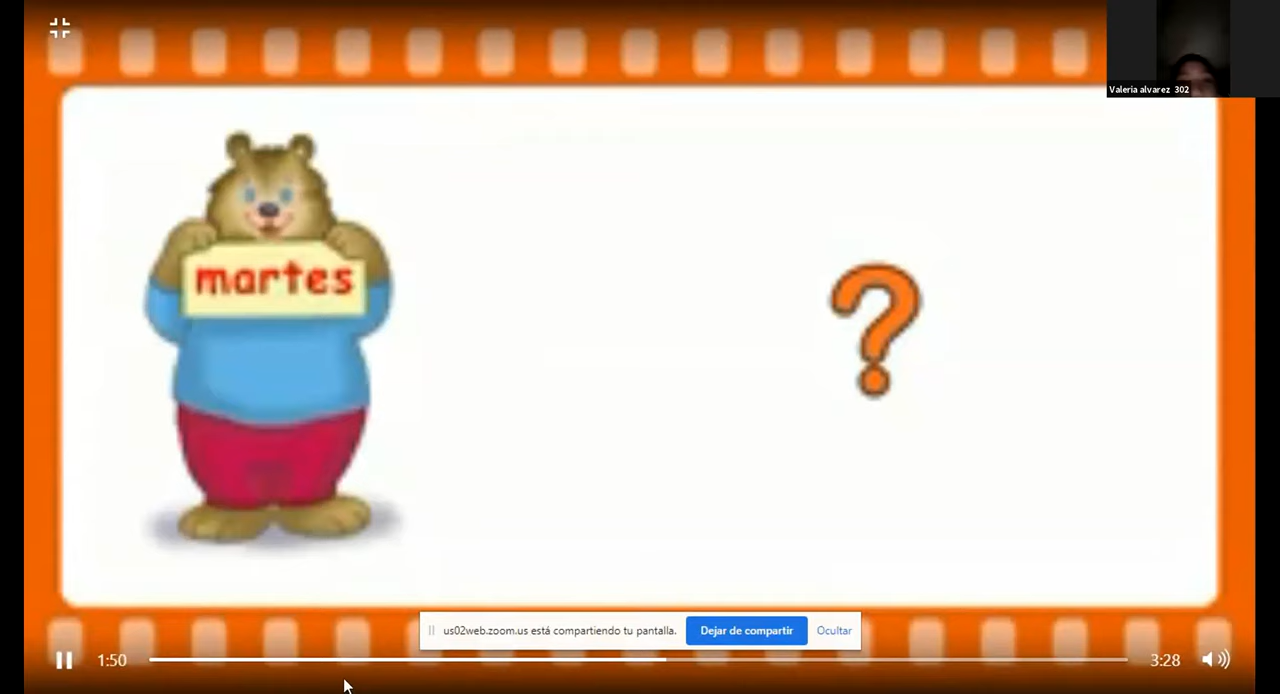 Valeria alvarez 302
martes
?
us02web.zoom.us está compartiendo tu pantalla. Dejar de compartir Ocultar
1:50 3:28